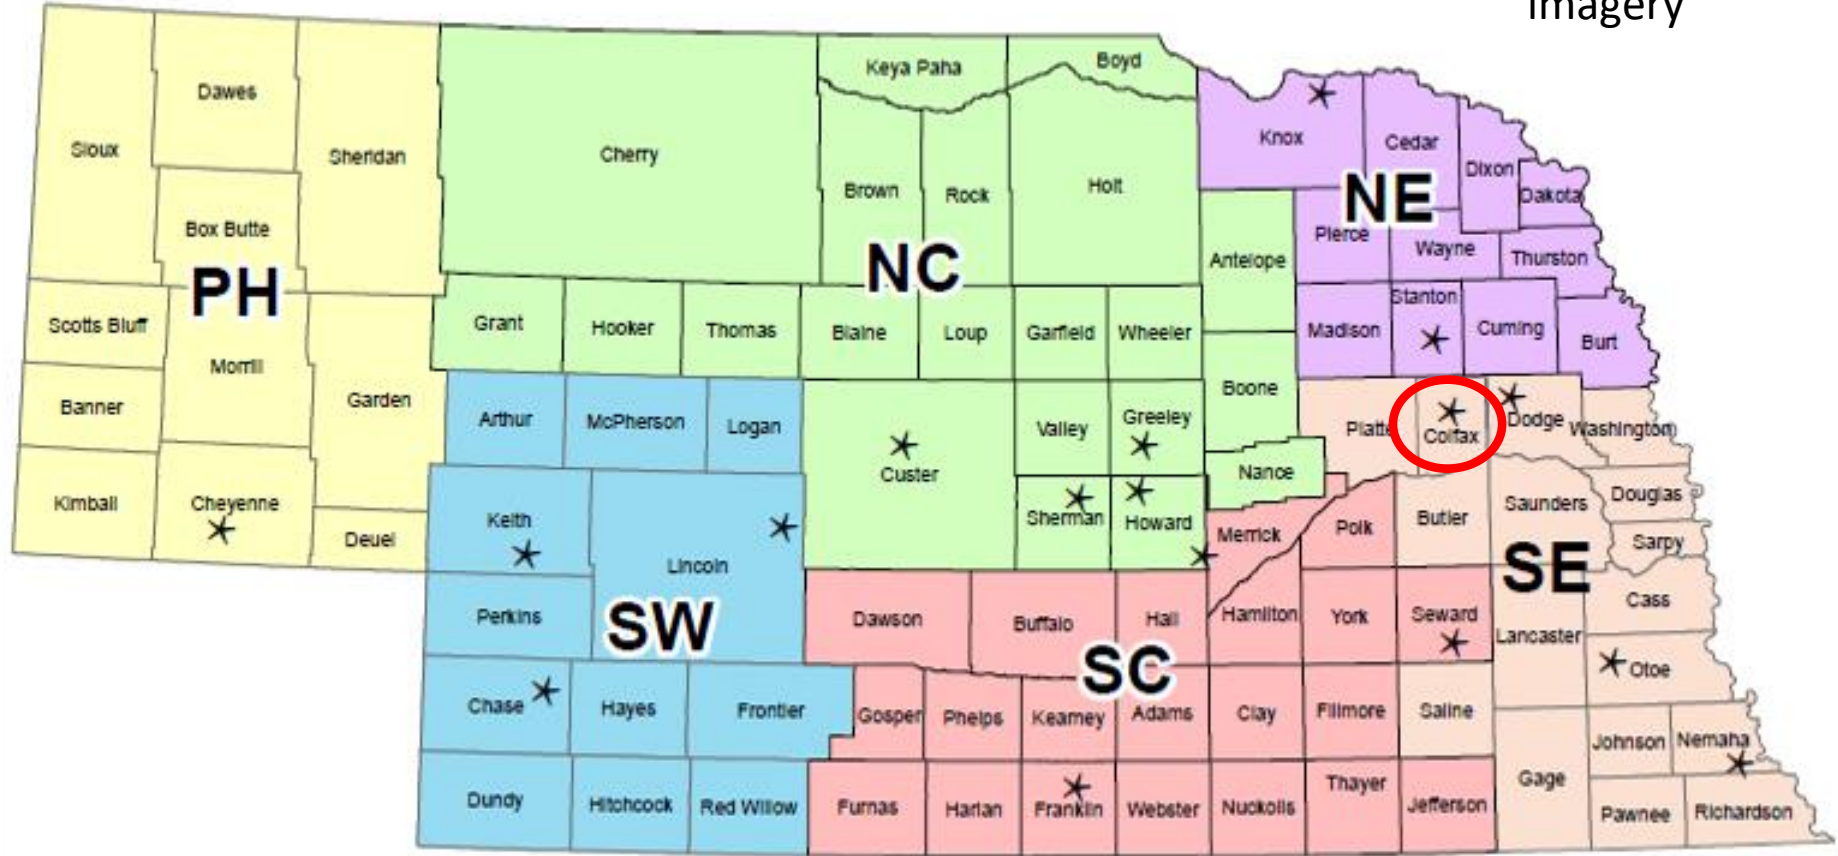 Imagery
Keya Paha
Boyd
Dawes
Sioux
Sheridan
Cherry
Knox
Cedar
Dixon
Dakota
Brown
Rock
Holt
NE
Box Butte
Pierce
Wayne
Thurston
Antelope
PH
NC
Stanton
Scotts Bluff
Grant
Hooker
Thomas
Blaine
Loup
Garfield
Wheeler
Madison
Cuming
Burt
Morrill
Banner
Garden
Boone
Arthur
McPherson
Logan
Valley
Greeley
Platte
Colfax
Dodge
Washington
Custer
Nance
Kimball
Cheyenne
Deuel
Keith
Lincoln
Sherman
Howard
Merrick
Polk
Butler
Saunders
Douglas
Sarpy
SE
Perkins
SW
Dawson
Buffalo
Hall
Hamilton
York
Seward
Lancaster
Cass
Otoe
SC
Chase
Hayes
Frontier
Gosper
Phelps
Kearney
Adams
Clay
Fillmore
Saline
Johnson
Nemaha
Gage
Dundy
Hitchcock
Red Willow
Furnas
Harlan
Franklin
Webster
Nuckolls
Thayer
Jefferson
Pawnee
Richardson